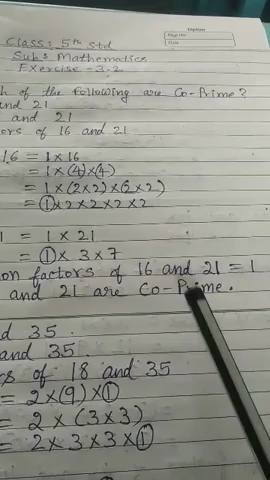 Class: 5th Std
Sub: Mathematics
Exercise - 3.2
h of the following are Co-Prime?
and 21
and 21
ors of 16 and 21
16 = 1 × 16
= 1 × (4) × (4)
= 1 × (2 × 2) × (2 × 2)
= 1 × 2 × 2 × 2 × 2
1 = 1 × 21
= 1 × 3 × 7
on factors of 16 and 21 = 1
and 21 are Co-Prime.
d 35.
and 35.
s of 18 and 35
= 2 × (9) × 1
= 2 × (3 × 3)
= 2 × 3 × 3 × 1